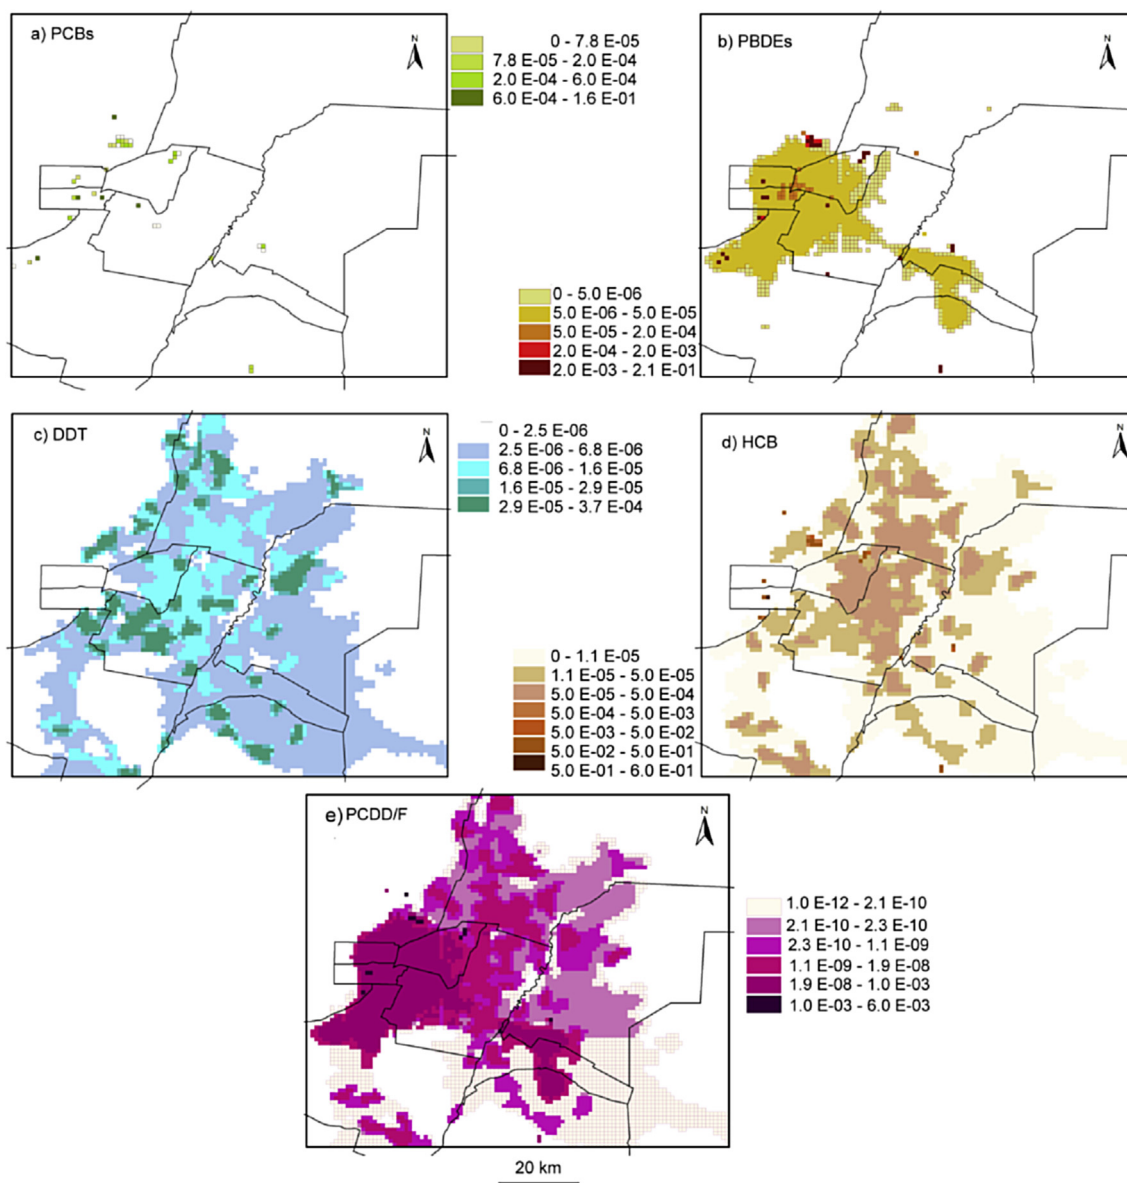 a) PCBs
N
0 - 7.8 E-05
7.8 E-05 - 2.0 E-04
2.0 E-04 - 6.0 E-04
6.0 E-04 - 1.6 E-01
b) PBDEs
N
0 - 5.0 E-06
5.0 E-06 - 5.0 E-05
5.0 E-05 - 2.0 E-04
2.0 E-04 - 2.0 E-03
2.0 E-03 - 2.1 E-01
c) DDT
N
0 - 2.5 E-06
2.5 E-06 - 6.8 E-06
6.8 E-06 - 1.6 E-05
1.6 E-05 - 2.9 E-05
2.9 E-05 - 3.7 E-04
d) HCB
N
0 - 1.1 E-05
1.1 E-05 - 5.0 E-05
5.0 E-05 - 5.0 E-04
5.0 E-04 - 5.0 E-03
5.0 E-03 - 5.0 E-02
5.0 E-02 - 5.0 E-01
5.0 E-01 - 6.0 E-01
e) PCDD/F
N
1.0 E-12 - 2.1 E-10
2.1 E-10 - 2.3 E-10
2.3 E-10 - 1.1 E-09
1.1 E-09 - 1.9 E-08
1.9 E-08 - 1.0 E-03
1.0 E-03 - 6.0 E-03
20 km